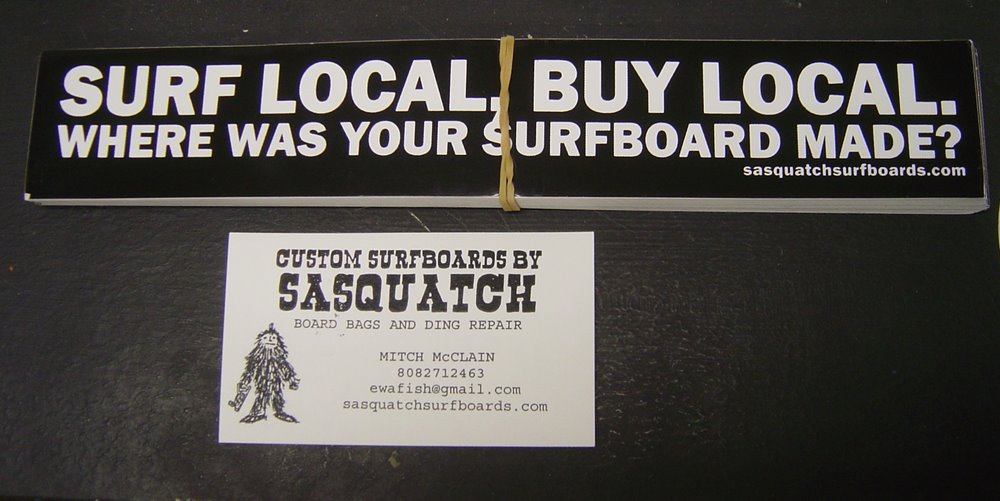 SURF LOCAL. BUY LOCAL.
WHERE WAS YOUR SURFBOARD MADE?
sasquatchsurfboards.com
CUSTOM SURFBOARDS BY
SASQUATCH
BOARD BAGS AND DING REPAIR
MITCH McCLAIN
8082712463
ewafish@gmail.com
sasquatchsurfboards.com